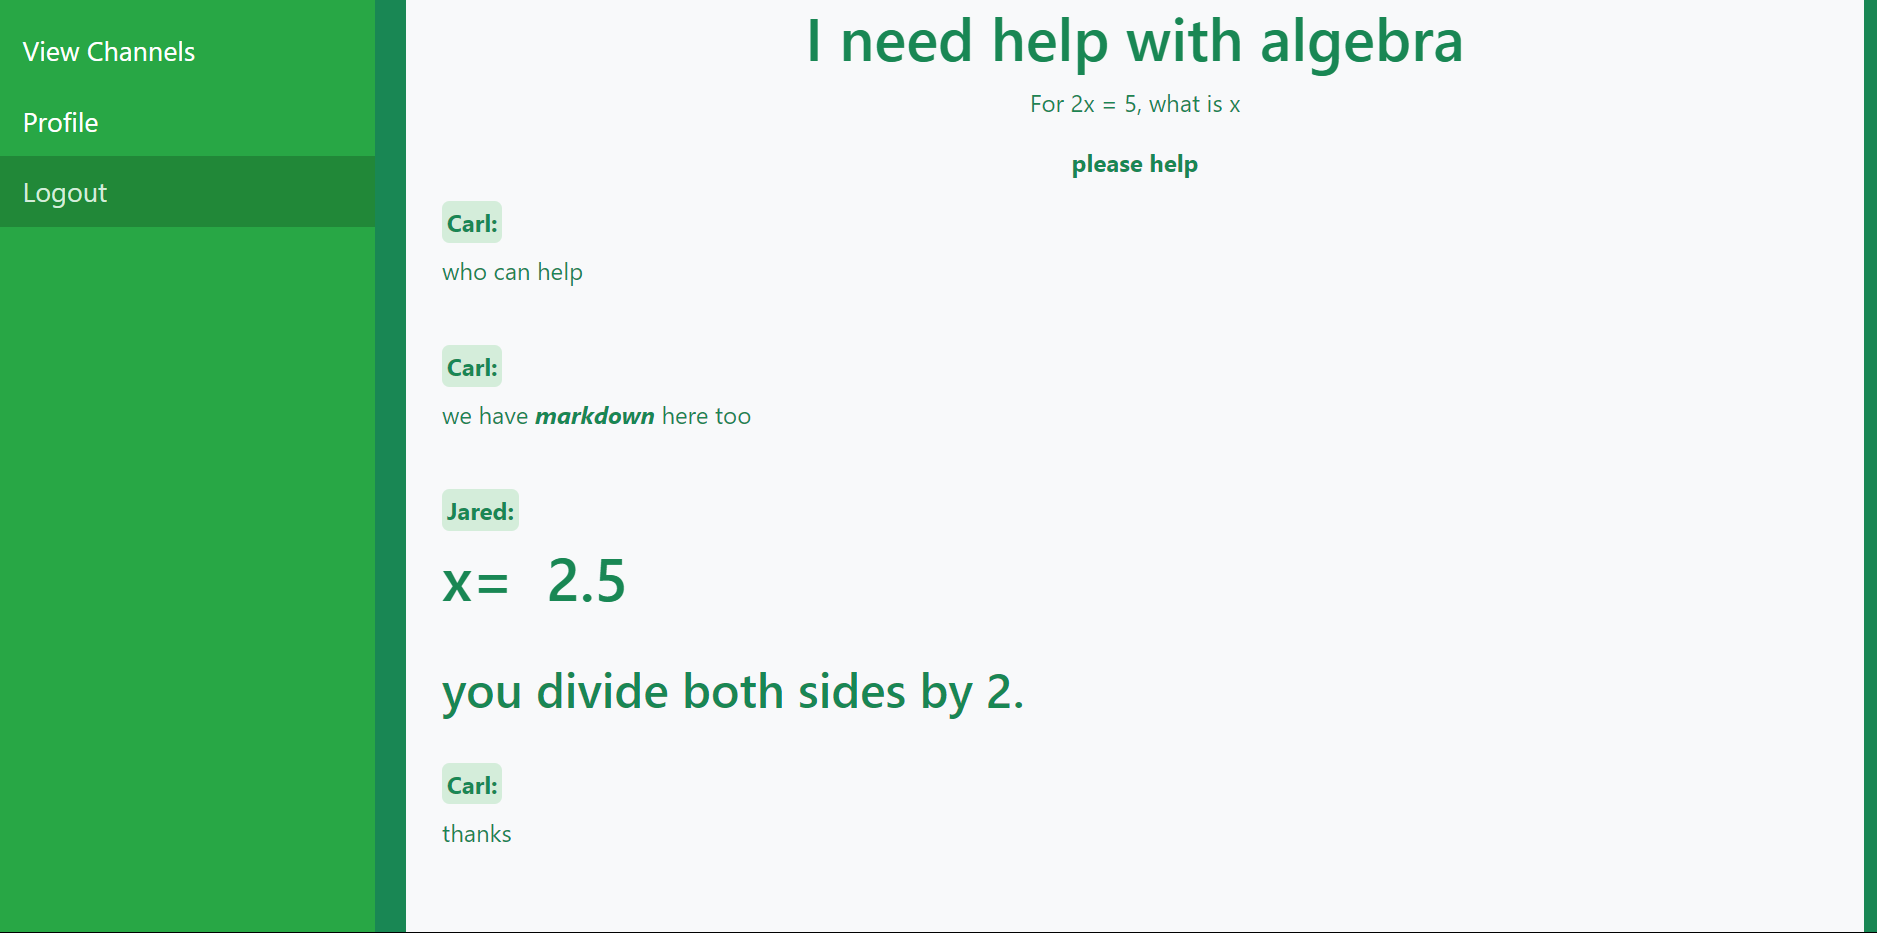 View Channels
Profile
Logout
I need help with algebra
For 2x = 5, what is x
please help
Carl:
who can help
Carl:
we have markdown here too
Jared:
x= 2.5
you divide both sides by 2.
Carl:
thanks